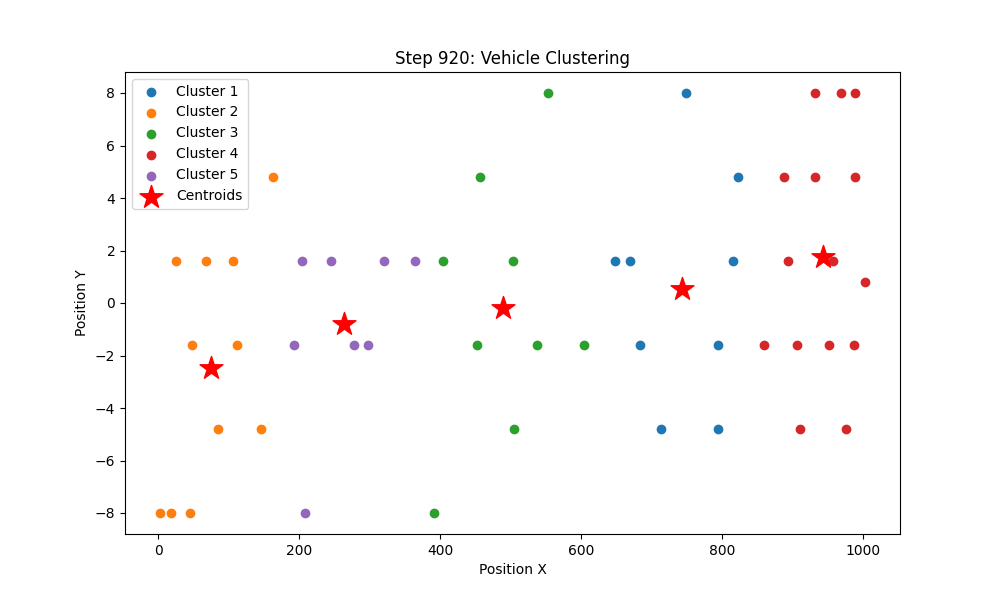 Step 920: Vehicle Clustering
Cluster 1
Cluster 2
Cluster 3
Cluster 4
Cluster 5
Centroids
Position Y
8
6
4
2
0
−2
−4
−6
−8
0 200 400 600 800 1000
Position X